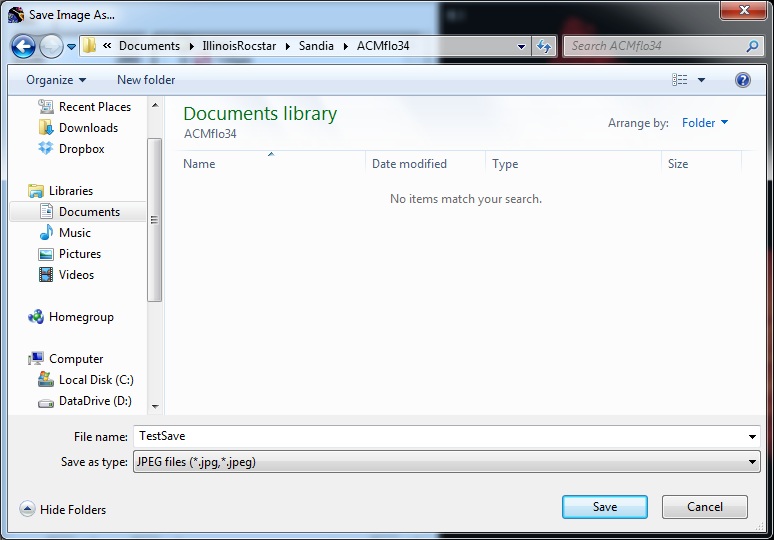 Save Image As...
« Documents IllinoisRocstar Sandia ACMflo34 Search ACMflo34
Organize New folder
Recent Places
Downloads
Dropbox
Libraries
Documents
Music
Pictures
Videos
Homegroup
Computer
Local Disk (C:)
DataDrive (D:)
Documents library
ACMflo34
Arrange by: Folder
Name Date modified Type Size
No items match your search.
File name: TestSave
Save as type: JPEG files (*.jpg,*.jpeg)
Hide Folders Save Cancel